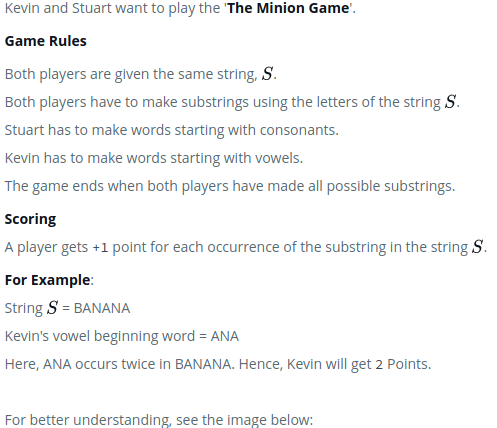 Kevin and Stuart want to play the 'The Minion Game'.
Game Rules
Both players are given the same string, S.
Both players have to make substrings using the letters of the string S.
Stuart has to make words starting with consonants.
Kevin has to make words starting with vowels.
The game ends when both players have made all possible substrings.
Scoring
A player gets +1 point for each occurrence of the substring in the string S.
For Example:
String S = BANANA
Kevin's vowel beginning word = ANA
Here, ANA occurs twice in BANANA. Hence, Kevin will get 2 Points.
For better understanding, see the image below: